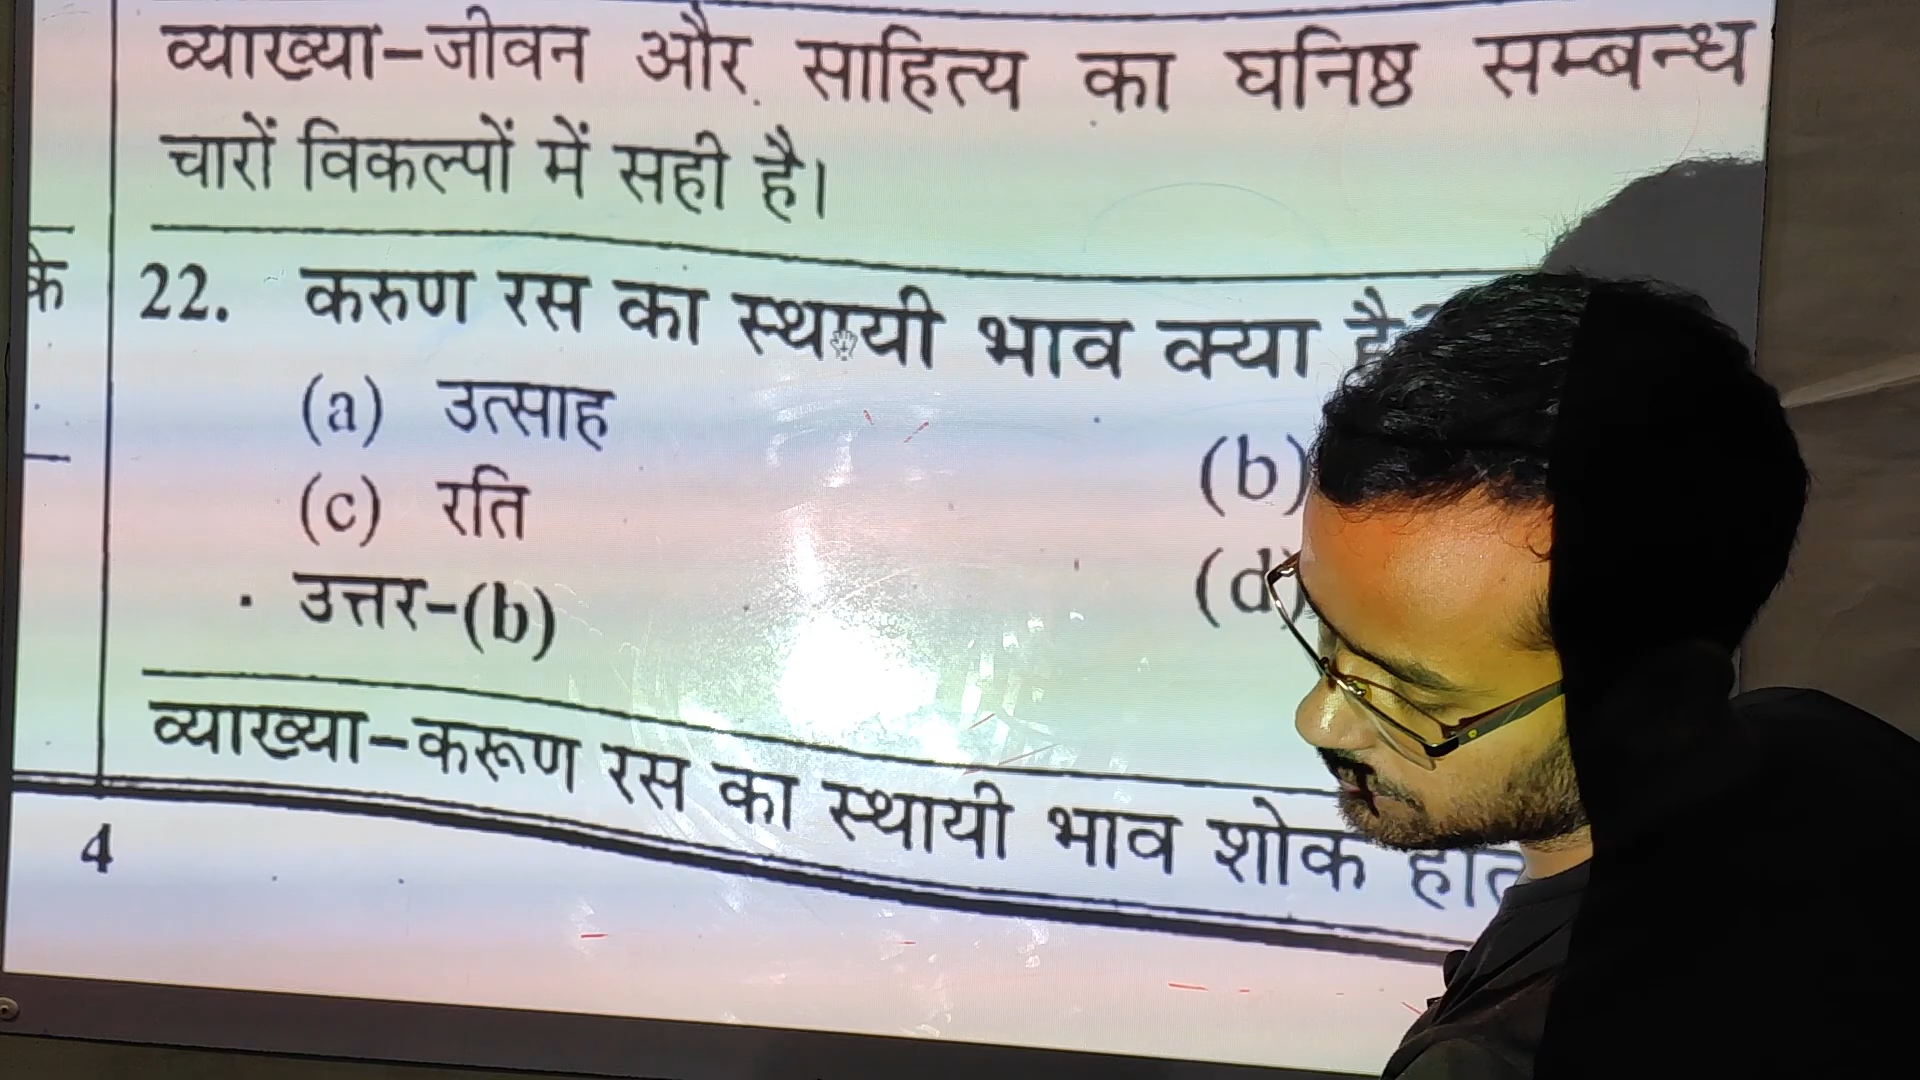 व्याख्या–जीवन और साहित्य का घनिष्ठ सम्बन्ध
चारों विकल्पों में सही है।
के
22. करुण रस का स्थायी भाव क्या है
(a) उत्साह
(b)
(c) रति
(d)
उत्तर–(b)
व्याख्या–करूण रस का स्थायी भाव शोक
4